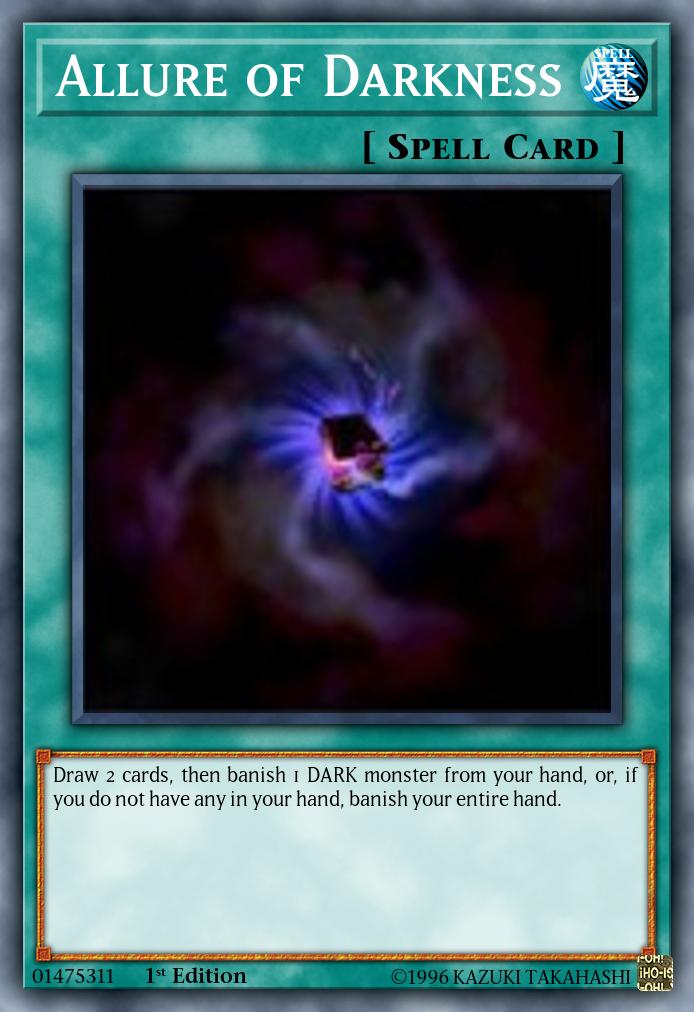 Allure of Darkness
SPELL
魔
[ Spell Card ]
Draw 2 cards, then banish 1 DARK monster from your hand, or, if
you do not have any in your hand, banish your entire hand.
01475311 1st Edition ©1996 KAZUKI TAKAHASHI